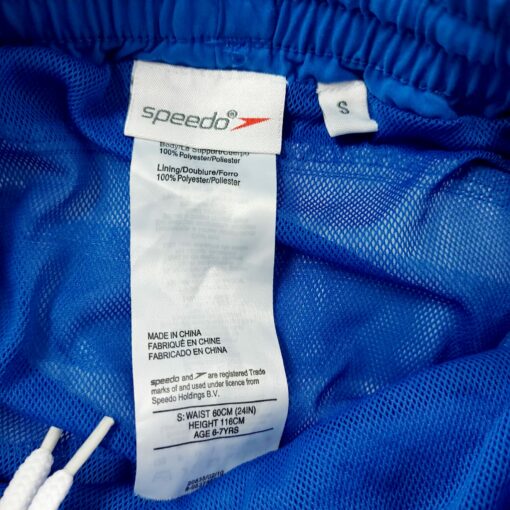 speedo®
S
Body/Le Support/Cuerpo
100% Polyester/Poliester
Lining/Doublure/Forro
100% Polyester/Poliester
MADE IN CHINA
FABRIQUÉ EN CHINE
FABRICADO EN CHINA
speedo and are registered Trade
marks of and used under licence from
Speedo Holdings B.V.
S: WAIST 60CM (24IN)
HEIGHT 116CM
AGE 6-7YRS